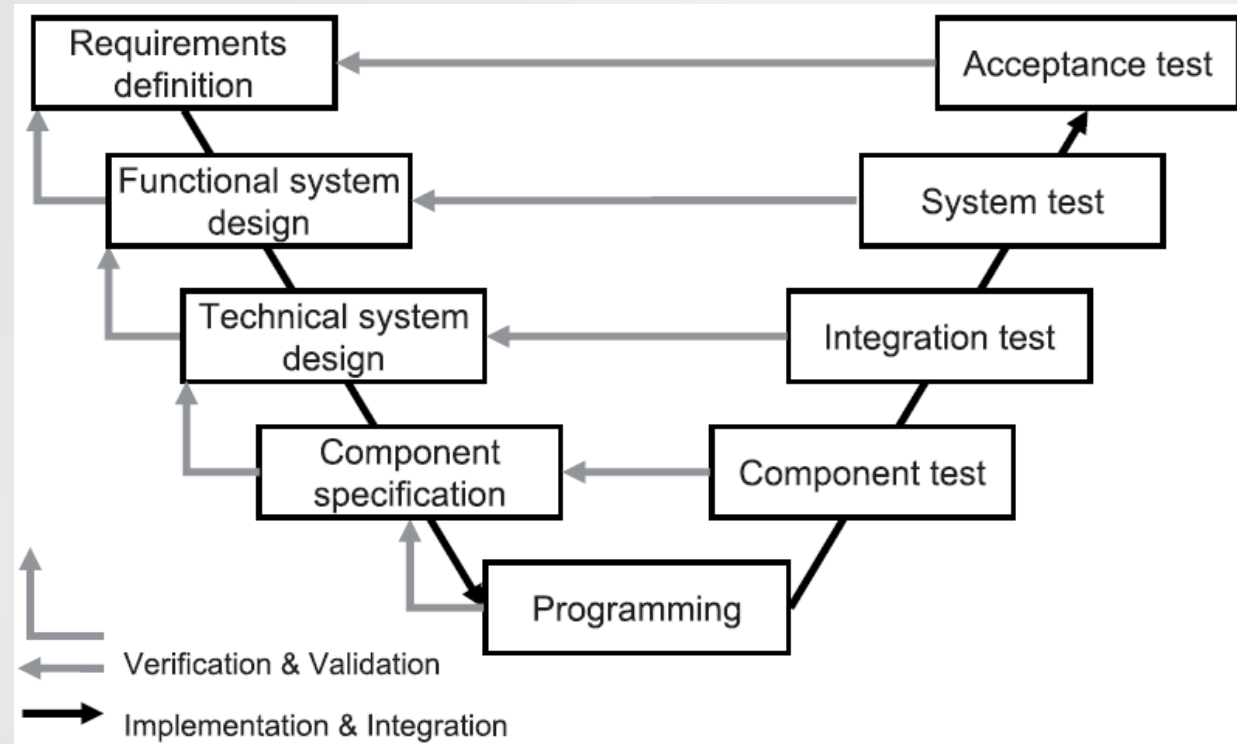 Requirements
definition
Acceptance test
Functional system
design
System test
Technical system
design
Integration test
Component
specification
Component test
Programming
Verification & Validation
Implementation & Integration